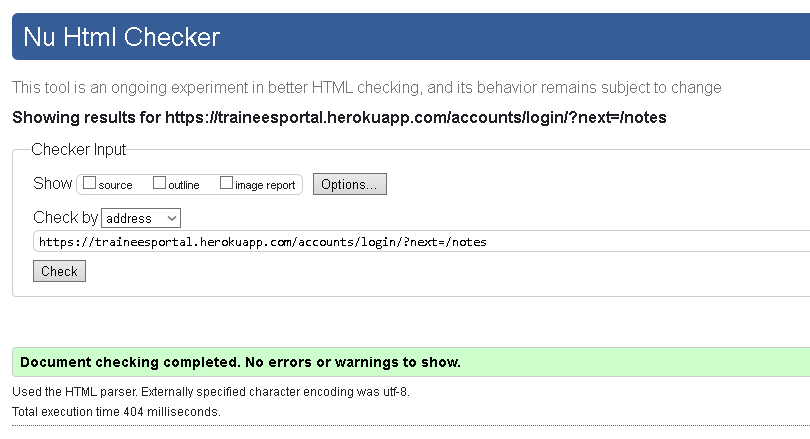 Nu Html Checker
This tool is an ongoing experiment in better HTML checking, and its behavior remains subject to change
Showing results for https://traineesportal.herokuapp.com/accounts/login/?next=/notes
Checker Input
Show source outline image report Options...
Check by address
https://traineesportal.herokuapp.com/accounts/login/?next=/notes
Check
Document checking completed. No errors or warnings to show.
Used the HTML parser. Externally specified character encoding was utf-8.
Total execution time 404 milliseconds.